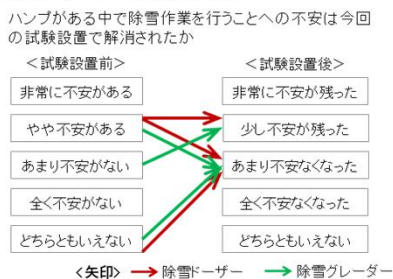 ハンプがある中で除雪作業を行うことへの不安は今回
の試験設置で解消されたか
<試験設置前>
<試験設置後>
非常に不安がある
非常に不安が残った
やや不安がある
少し不安が残った
あまり不安がない
あまり不安なくなった
全く不安がない
全く不安なくなった
どちらともいえない
どちらともいえない
<矢印> 除雪ドーザー 除雪グレーダー